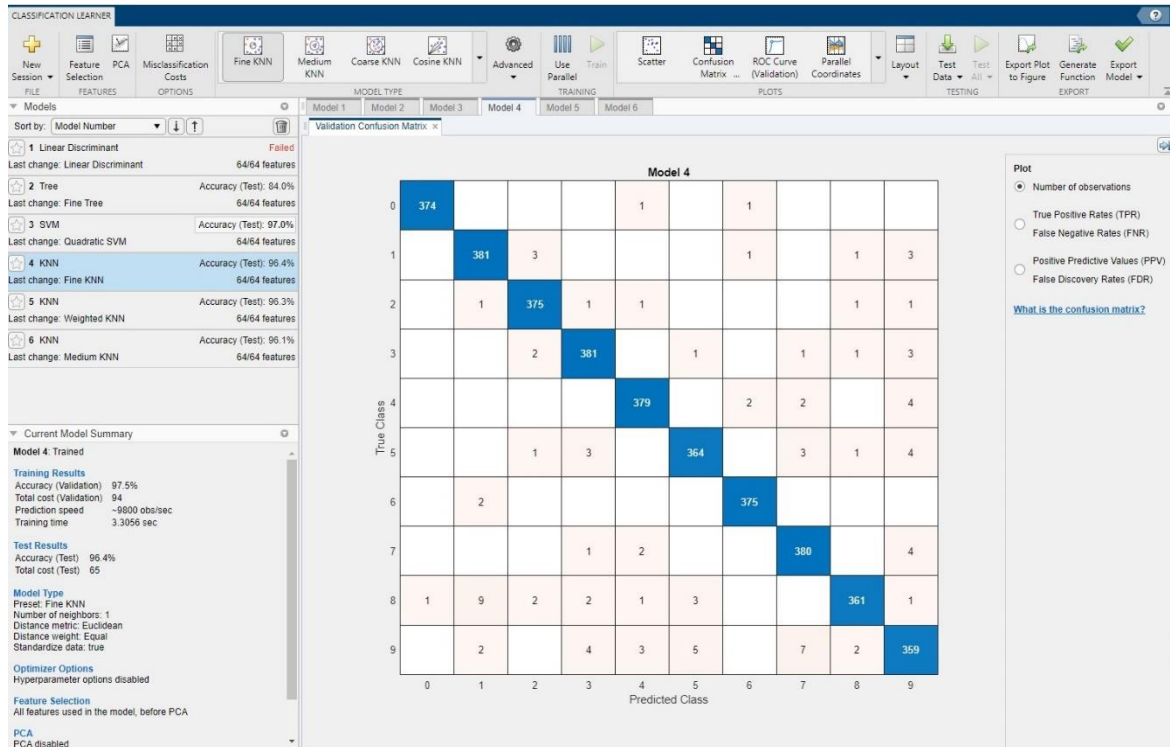 CLASSIFICATION LEARNER
?
New Session
Feature Selection
PCA
Misclassification Costs
Fine KNN
Medium KNN
Coarse KNN
Cosine KNN
Advanced
Use Parallel
Train
Scatter
Confusion Matrix ...
ROC Curve (Validation)
Parallel Coordinates
Layout
Test Data
Test All
Export Plot to Figure
Generate Function
Export Model
FILE FEATURES OPTIONS MODEL TYPE TRAINING PLOTS TESTING EXPORT
Models
Sort by: Model Number
1 Linear Discriminant Failed
Last change: Linear Discriminant 64/64 features
2 Tree Accuracy (Test): 84.0%
Last change: Fine Tree 64/64 features
3 SVM Accuracy (Test): 97.0%
Last change: Quadratic SVM 64/64 features
4 KNN Accuracy (Test): 96.4%
Last change: Fine KNN 64/64 features
5 KNN Accuracy (Test): 96.3%
Last change: Weighted KNN 64/64 features
6 KNN Accuracy (Test): 96.1%
Last change: Medium KNN 64/64 features
Current Model Summary
Model 4: Trained
Training Results
Accuracy (Validation) 97.5%
Total cost (Validation) 94
Prediction speed ~9800 obs/sec
Training time 3.3056 sec
Test Results
Accuracy (Test) 96.4%
Total cost (Test) 65
Model Type
Preset: Fine KNN
Number of neighbors: 1
Distance metric: Euclidean
Distance weight: Equal
Standardize data: true
Optimizer Options
Hyperparameter options disabled
Feature Selection
All features used in the model, before PCA
PCA
PCA disabled
Model 1 Model 2 Model 3 Model 4 Model 5 Model 6
Validation Confusion Matrix ×
Model 4
True Class
0 374 1 1
1 381 3 1 1 3
2 1 375 1 1 1 1
3 2 381 1 1 1 3
4 379 2 2 4
5 1 3 364 3 1 4
6 2 375
7 1 2 380 4
8 1 9 2 2 1 3 361 1
9 2 4 3 5 7 2 359
0 1 2 3 4 5 6 7 8 9
Predicted Class
Plot
Number of observations
True Positive Rates (TPR)
False Negative Rates (FNR)
Positive Predictive Values (PPV)
False Discovery Rates (FDR)
What is the confusion matrix?